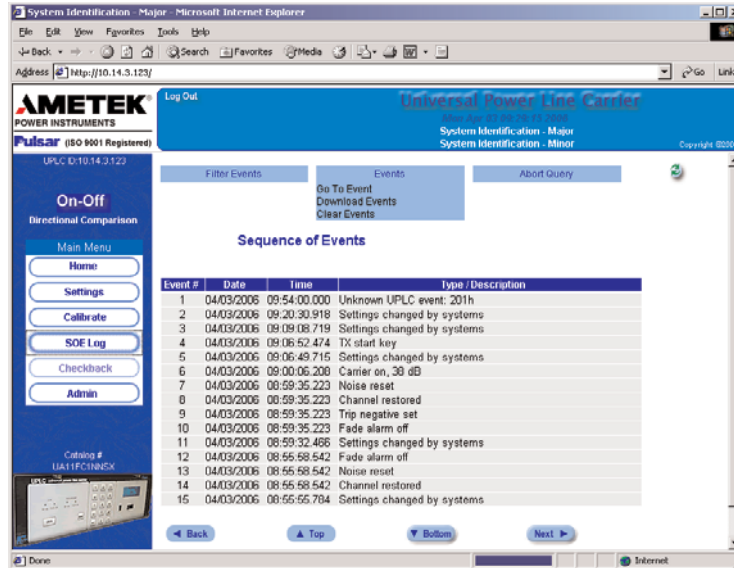 System Identification - Major - Microsoft Internet Explorer
File Edit View Favorites Tools Help
Back Search Favorites Media
Address http://10.14.3.123/ Go Link
AMETEK®
POWER INSTRUMENTS
Pulsar (ISO 9001 Registered)
Log Out
Universal Power Line Carrier
Mon Apr 03 2006
System Identification - Major
System Identification - Minor
Copyright ©200
UPLC ID:10.14.3.123
On-Off
Directional Comparison
Main Menu
Home
Settings
Calibrate
SOE Log
Checkback
Admin
Catalog #
UA11FC1NNSX
UPLC
Filter Events Events Abort Query
Go To Event
Download Events
Clear Events
Sequence of Events
Event # Date Time Type / Description
1 04/03/2006 09:54:00.000 Unknown UPLC event: 201h
2 04/03/2006 09:20:30.918 Settings changed by systems
3 04/03/2006 09:09:08.719 Settings changed by systems
4 04/03/2006 09:06:52.474 TX start key
5 04/03/2006 09:06:49.715 Settings changed by systems
6 04/03/2006 09:00:06.208 Carrier on, 38 dB
7 04/03/2006 08:59:35.223 Noise reset
8 04/03/2006 08:59:35.223 Channel restored
9 04/03/2006 08:59:35.223 Trip negative set
10 04/03/2006 08:59:35.223 Fade alarm off
11 04/03/2006 08:59:32.466 Settings changed by systems
12 04/03/2006 08:55:58.542 Fade alarm off
13 04/03/2006 08:55:58.542 Noise reset
14 04/03/2006 08:55:58.542 Channel restored
15 04/03/2006 08:55:55.784 Settings changed by systems
Back Top Bottom Next
Done Internet